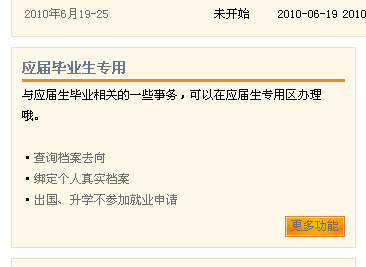 2010年6月19-25 未开始 2010-06-19 2010
应届毕业生专用
与应届生毕业相关的一些事务，可以在应届生专用区办理
哦。
· 查询档案去向
· 绑定个人真实档案
· 出国、升学不参加就业申请
更多功能